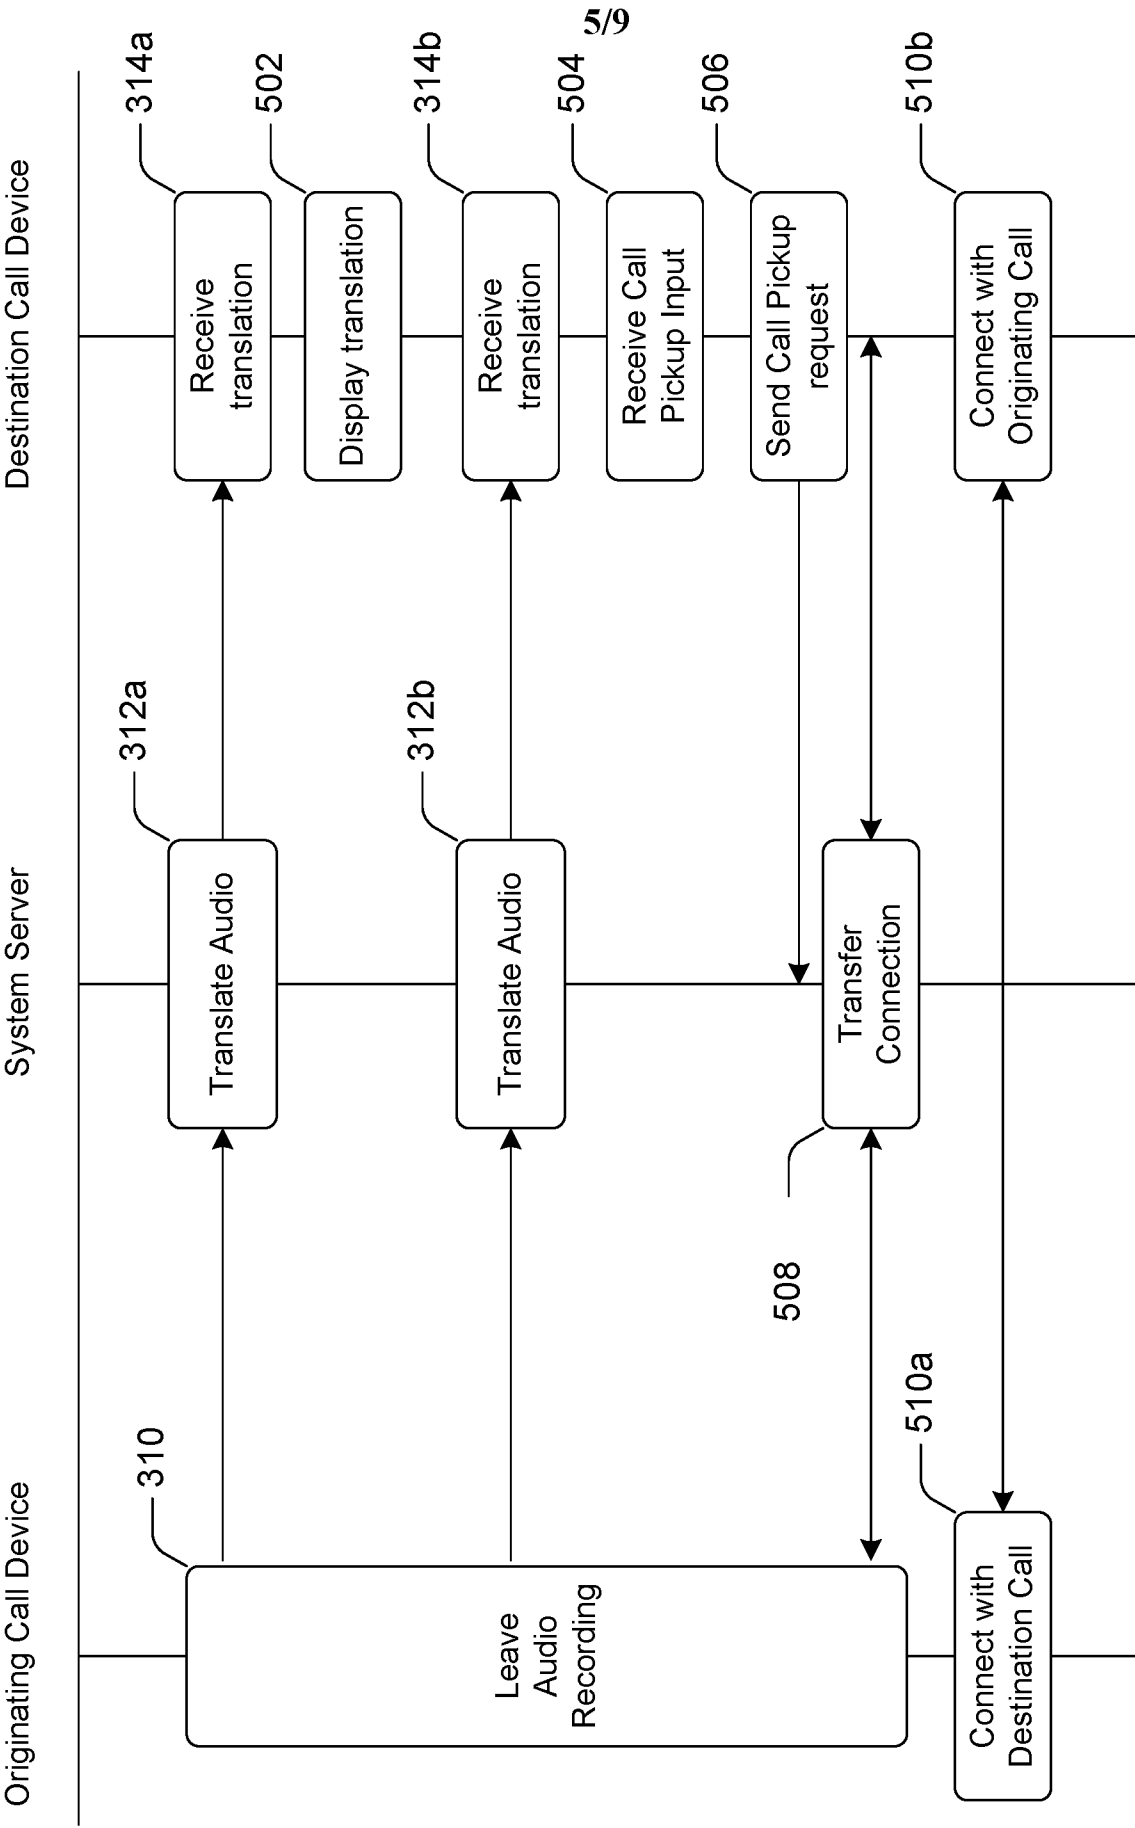 5/9
Originating Call Device
System Server
Destination Call Device
310
312a
314a
Translate Audio
Receive
translation
502
Display translation
Leave
Audio
Recording
312b
314b
Translate Audio
Receive
translation
504
Receive Call
Pickup Input
506
Send Call Pickup
request
508
Transfer
Connection
510a
510b
Connect with
Destination Call
Connect with
Originating Call